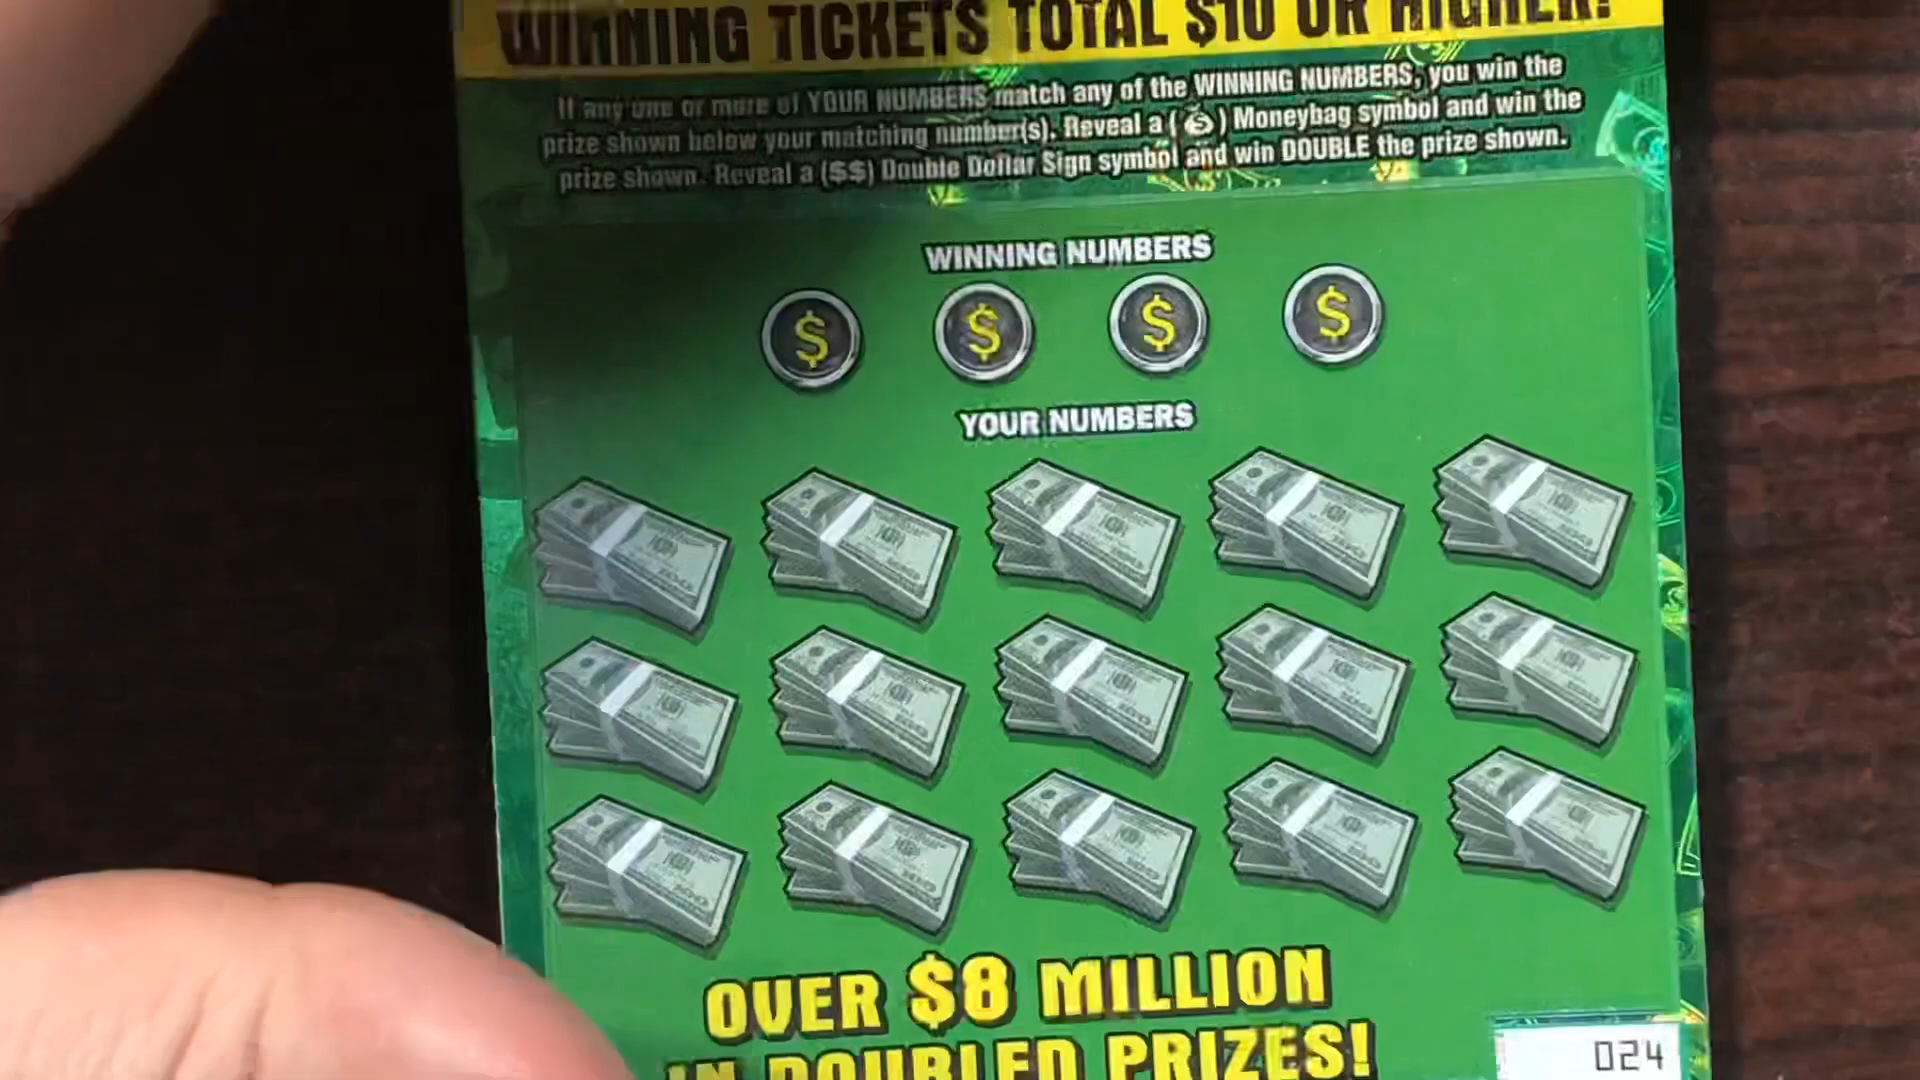 WINNING TICKETS TOTAL $10 OR HIGHER!
If any one or more of YOUR NUMBERS match any of the WINNING NUMBERS, you win the
prize shown below your matching number(s). Reveal a ( ) Moneybag symbol and win the
prize shown. Reveal a ($$) Double Dollar Sign symbol and win DOUBLE the prize shown.
WINNING NUMBERS
$ $ $ $
YOUR NUMBERS
OVER $8 MILLION
IN DOUBLED PRIZES!
024